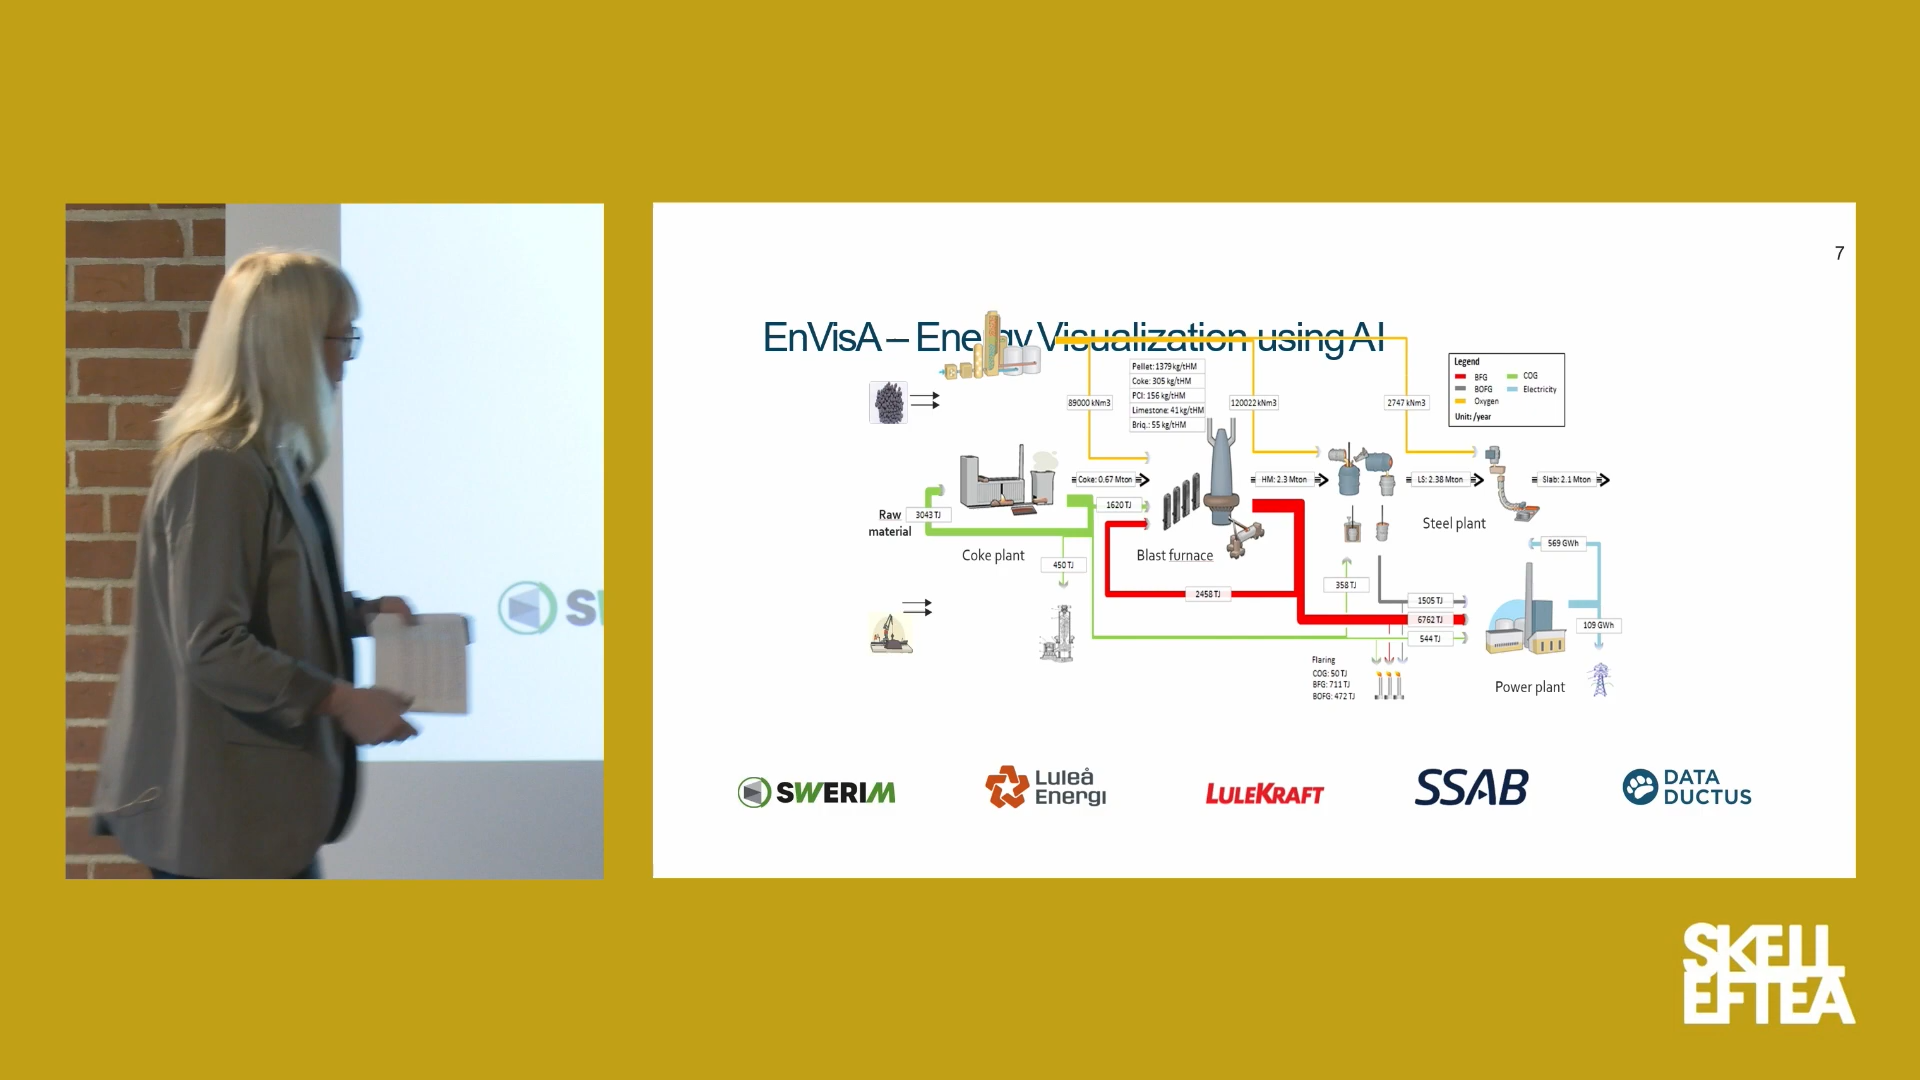 S
7
EnVisA – Energy Visualization using AI
Pellet: 1379 kg/tHM
Coke: 305 kg/tHM
PCI: 156 kg/tHM
Limestone: 41 kg/tHM
Briq.: 55 kg/tHM
89000 kNm3
120022 kNm3
2747 kNm3
Legend
BFG
COG
BOFG
Electricity
Oxygen
Unit: /year
Coke: 0.67 Mton
HM: 2.3 Mton
LS: 2.38 Mton
Slab: 2.1 Mton
1620 TJ
Raw
material
3043 TJ
Steel plant
Coke plant
Blast furnace
569 GWh
450 TJ
358 TJ
2458 TJ
1505 TJ
6762 TJ
544 TJ
109 GWh
Flaring
COG: 50 TJ
BFG: 711 TJ
BOFG: 472 TJ
Power plant
SWERIM
Luleå
Energi
LULEKRAFT
SSAB
DATA
DUCTUS
SKELL
EFTEA